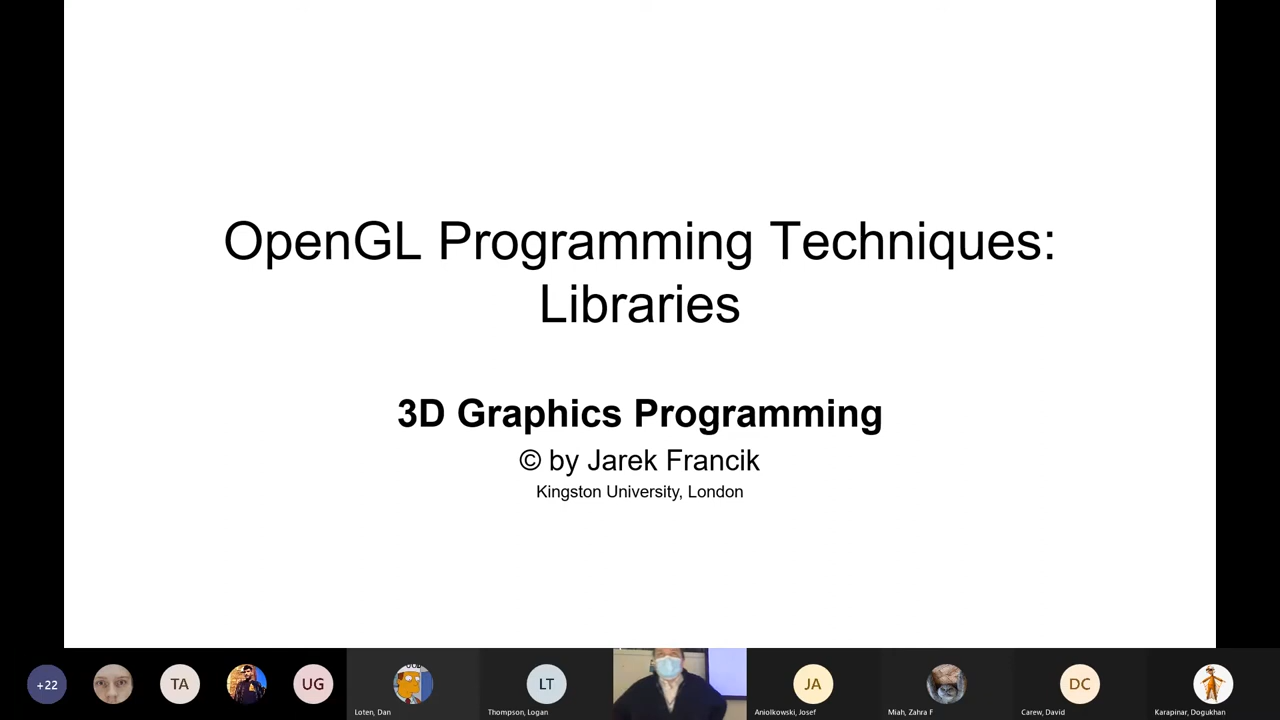 OpenGL Programming Techniques:
Libraries
3D Graphics Programming
© by Jarek Francik
Kingston University, London
+22
TA
UG
Loten, Dan
LT
Thompson, Logan
JA
Aniolkowski, Josef
Miah, Zahra F
DC
Carew, David
Karapinar, Dogukhan